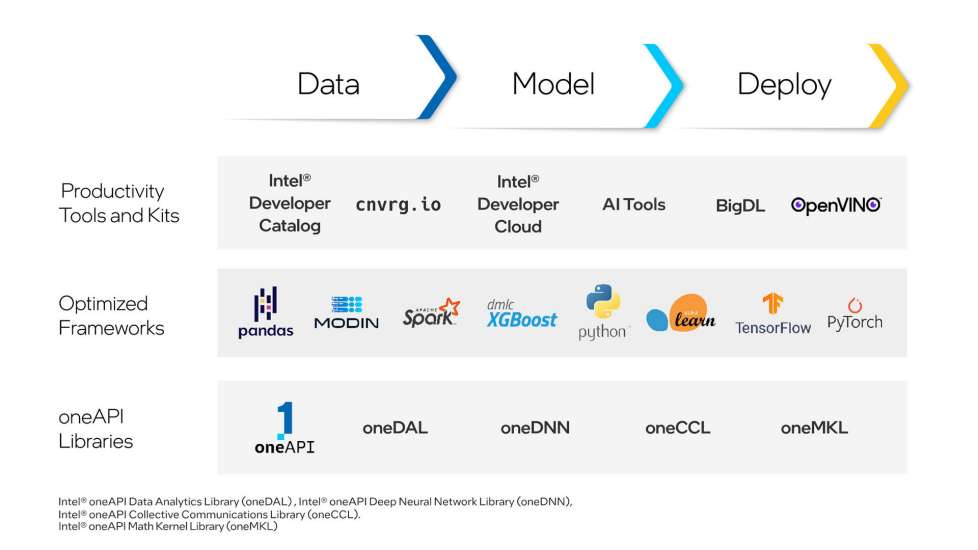 Data
Model
Deploy
Productivity
Tools and Kits
Intel®
Developer
Catalog
cnvrg.io
Intel®
Developer
Cloud
AI Tools
BigDL
OpenVINO
Optimized
Frameworks
pandas
MODIN
APACHE
Spark
dmlc
XGBoost
python
learn
TensorFlow
PyTorch
oneAPI
Libraries
1
oneAPI
oneDAL
oneDNN
oneCCL
oneMKL
Intel® oneAPI Data Analytics Library (oneDAL) , Intel® oneAPI Deep Neural Network Library (oneDNN),
Intel® oneAPI Collective Communications Library (oneCCL).
Intel® oneAPI Math Kernel Library (oneMKL)